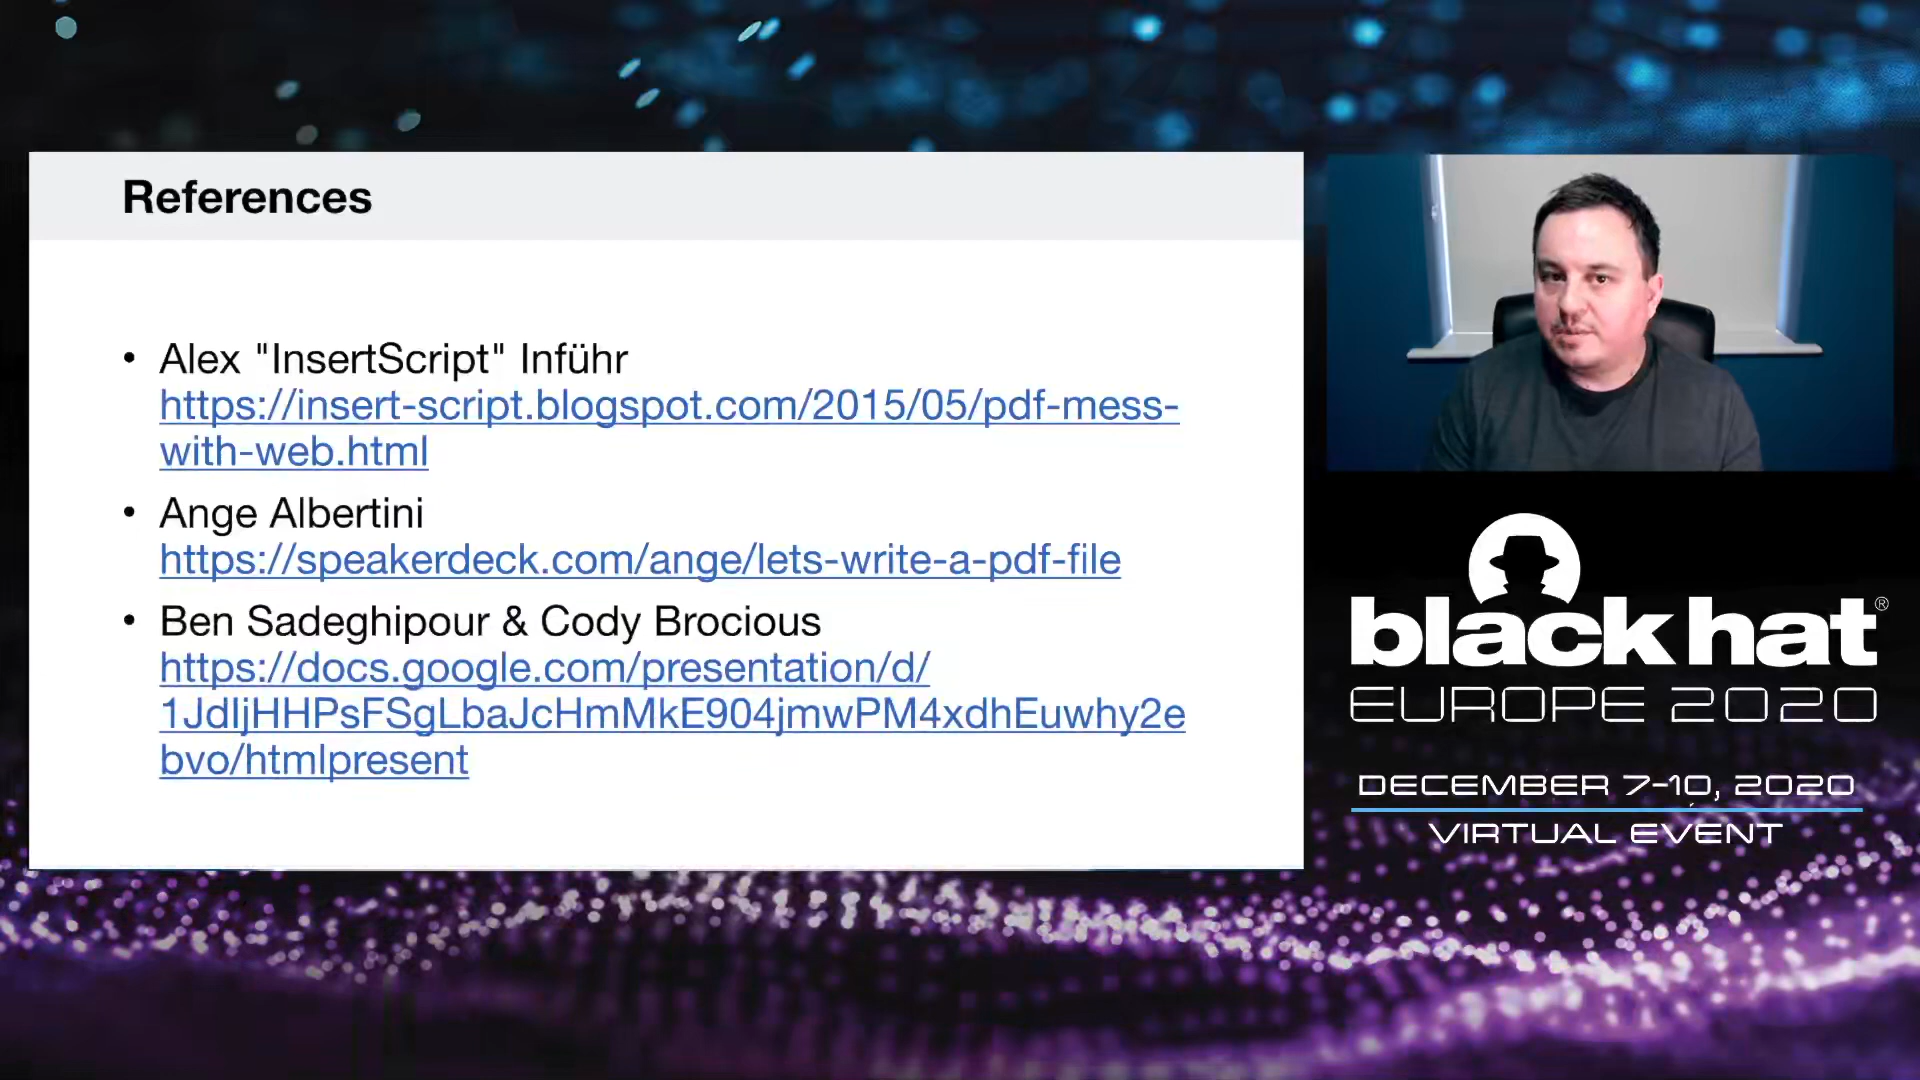 References
• Alex "InsertScript" Inführ
https://insert-script.blogspot.com/2015/05/pdf-mess-
with-web.html
• Ange Albertini
https://speakerdeck.com/ange/lets-write-a-pdf-file
• Ben Sadeghipour & Cody Brocious
https://docs.google.com/presentation/d/
1JdIjHHPsFSgLbaJcHmMkE904jmwPM4xdhEuwhy2e
bvo/htmlpresent
black hat®
EUROPE 2020
DECEMBER 7-10, 2020
VIRTUAL EVENT